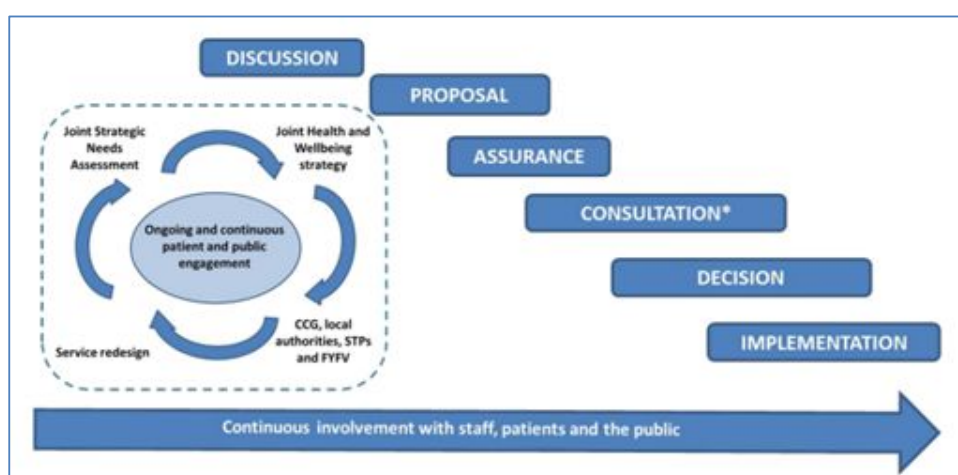 DISCUSSION
PROPOSAL
ASSURANCE
CONSULTATION*
DECISION
IMPLEMENTATION
Joint Strategic
Needs
Assessment
Joint Health and
Wellbeing
strategy
Ongoing and continuous
patient and public
engagement
Service redesign
CCG, local
authorities, STPs
and FYFV
Continuous involvement with staff, patients and the public